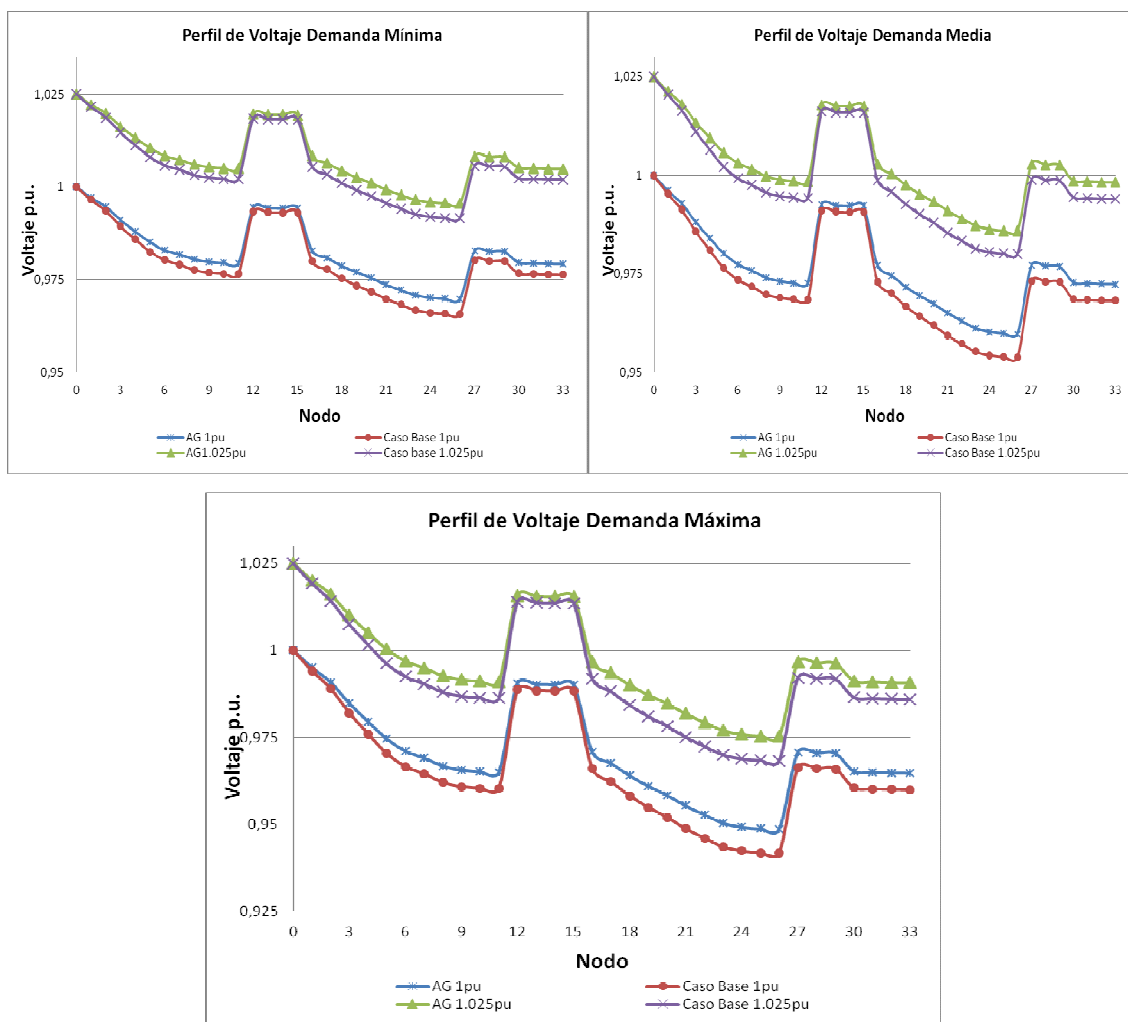 Perfil de Voltaje Demanda Mínima
Voltaje p.u.
1,025
1
0,975
0,95
0 3 6 9 12 15 18 21 24 27 30 33
Nodo
AG 1pu Caso Base 1pu
AG1.025pu Caso base 1.025pu
Perfil de Voltaje Demanda Media
Voltaje p.u.
1,025
1
0,975
0,95
0 3 6 9 12 15 18 21 24 27 30 33
Nodo
AG 1pu Caso Base 1pu
AG 1.025pu Caso Base 1.025pu
Perfil de Voltaje Demanda Máxima
Voltaje p.u.
1,025
1
0,975
0,95
0,925
0 3 6 9 12 15 18 21 24 27 30 33
Nodo
AG 1pu Caso Base 1pu
AG 1.025pu Caso Base 1.025pu